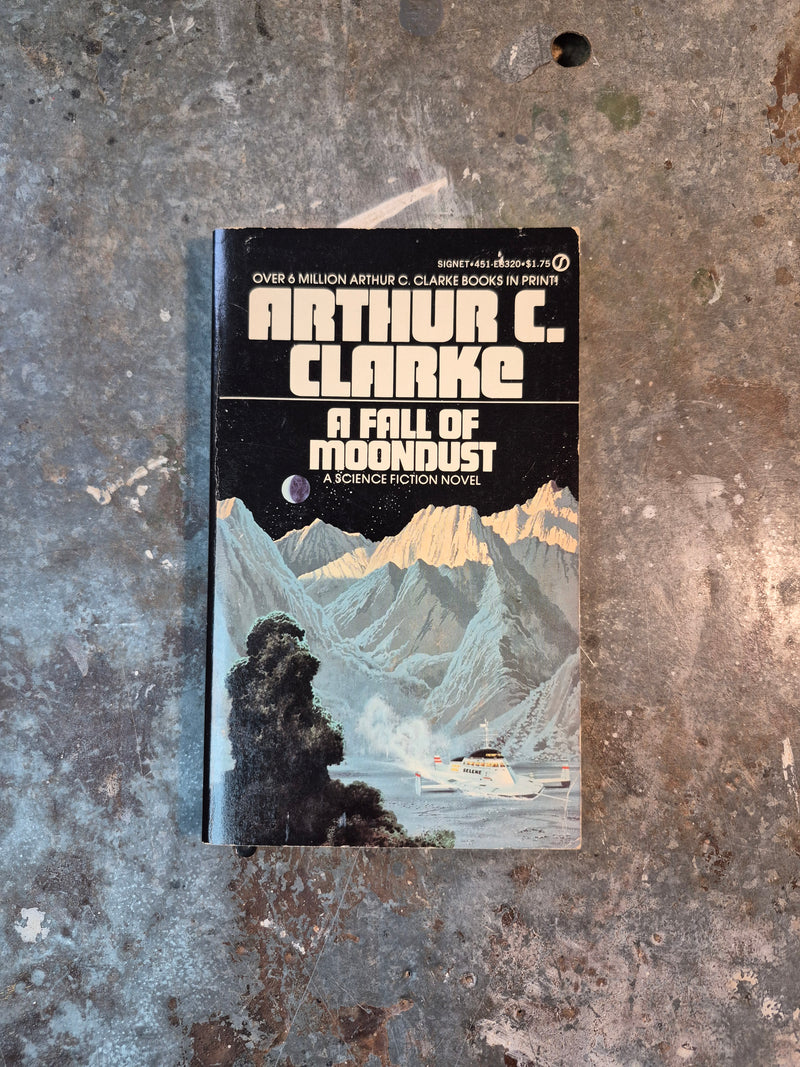 SIGNET•451-E8320•$1.75
OVER 6 MILLION ARTHUR C. CLARKE BOOKS IN PRINT!
ARTHUR C.
CLARKE
A FALL OF
MOONDUST
A SCIENCE FICTION NOVEL
SELENE